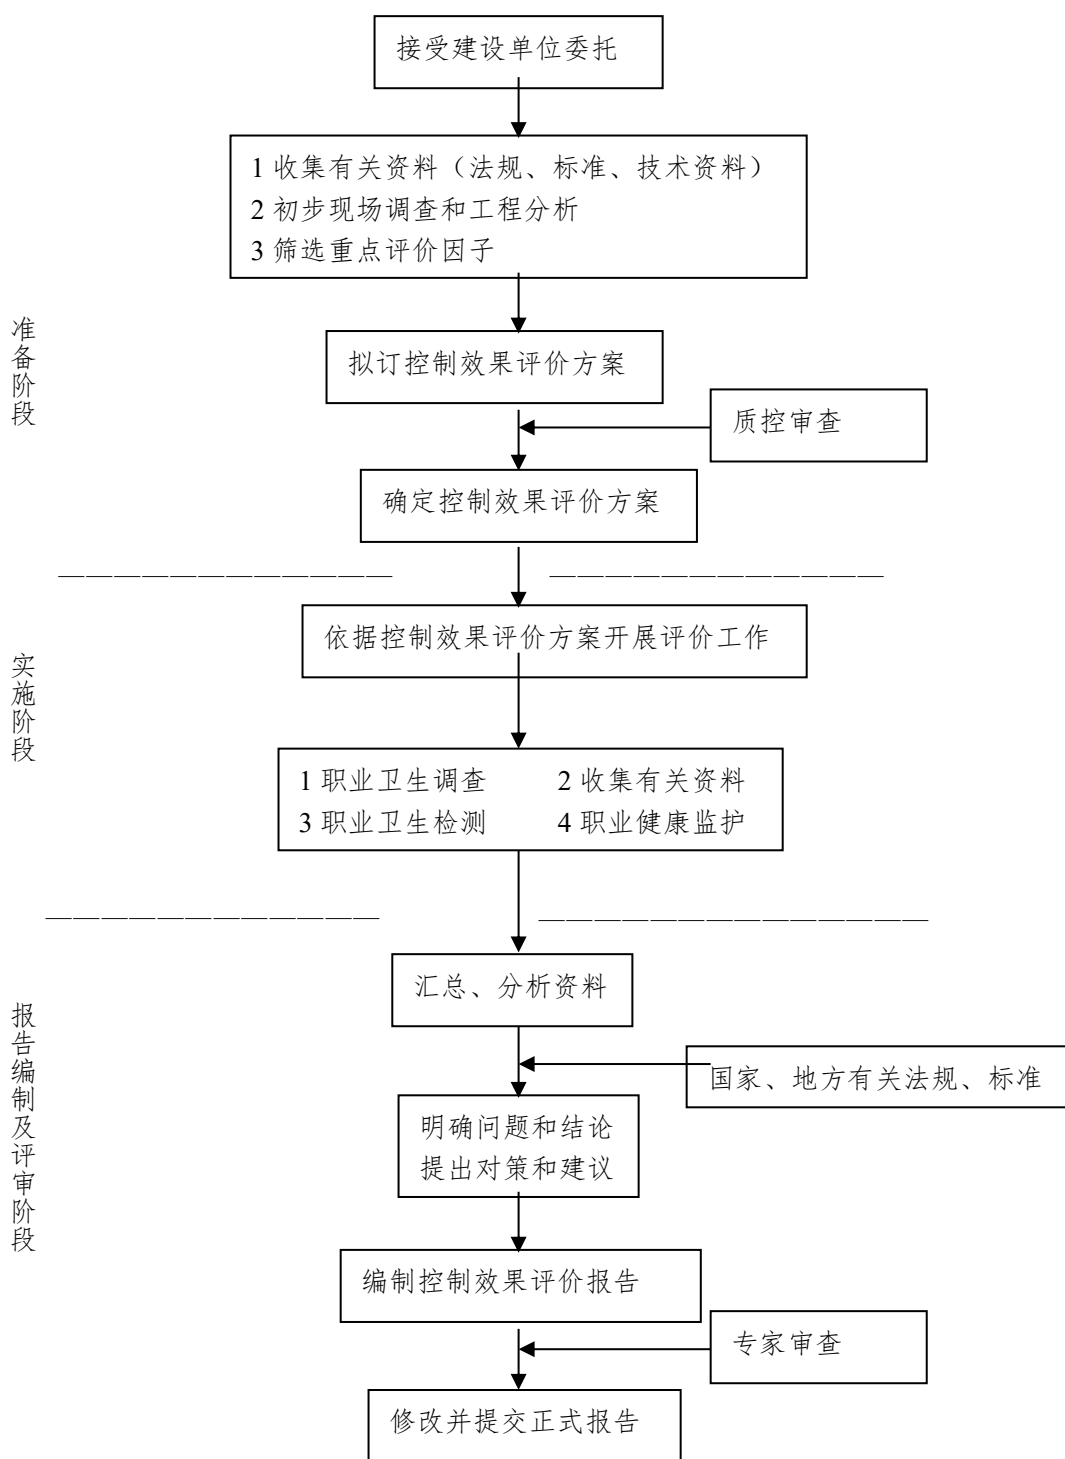 接受建设单位委托
1 收集有关资料（法规、标准、技术资料）
2 初步现场调查和工程分析
3 筛选重点评价因子
准备阶段
拟订控制效果评价方案
质控审查
确定控制效果评价方案
依据控制效果评价方案开展评价工作
实施阶段
1 职业卫生调查 2 收集有关资料
3 职业卫生检测 4 职业健康监护
汇总、分析资料
报告编制及评审阶段
国家、地方有关法规、标准
明确问题和结论
提出对策和建议
编制控制效果评价报告
专家审查
修改并提交正式报告